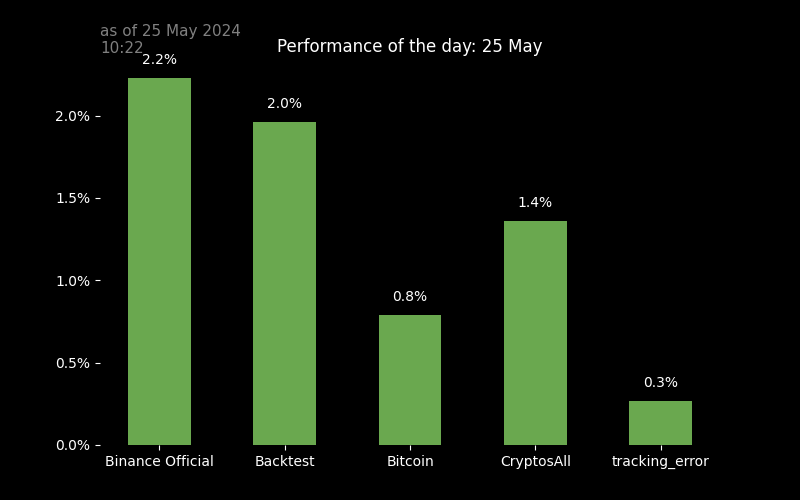 as of 25 May 2024
10:22
Performance of the day: 25 May
2.2%
2.0%
0.8%
1.4%
0.3%
2.0%
1.5%
1.0%
0.5%
0.0%
Binance Official
Backtest
Bitcoin
CryptosAll
tracking_error